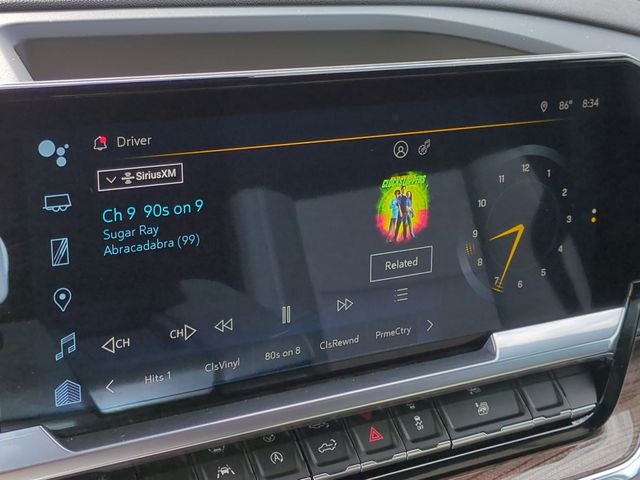 Driver
86° 8:34
SiriusXM
Ch 9 90s on 9
Sugar Ray
Abracadabra (99)
CLOCKSTOPPERS
Related
12
1
2
3
4
5
6
7
8
9
10
11
CH
CH
Hits 1
ClsVinyl
80s on 8
ClsRewnd
PrmeCtry
A